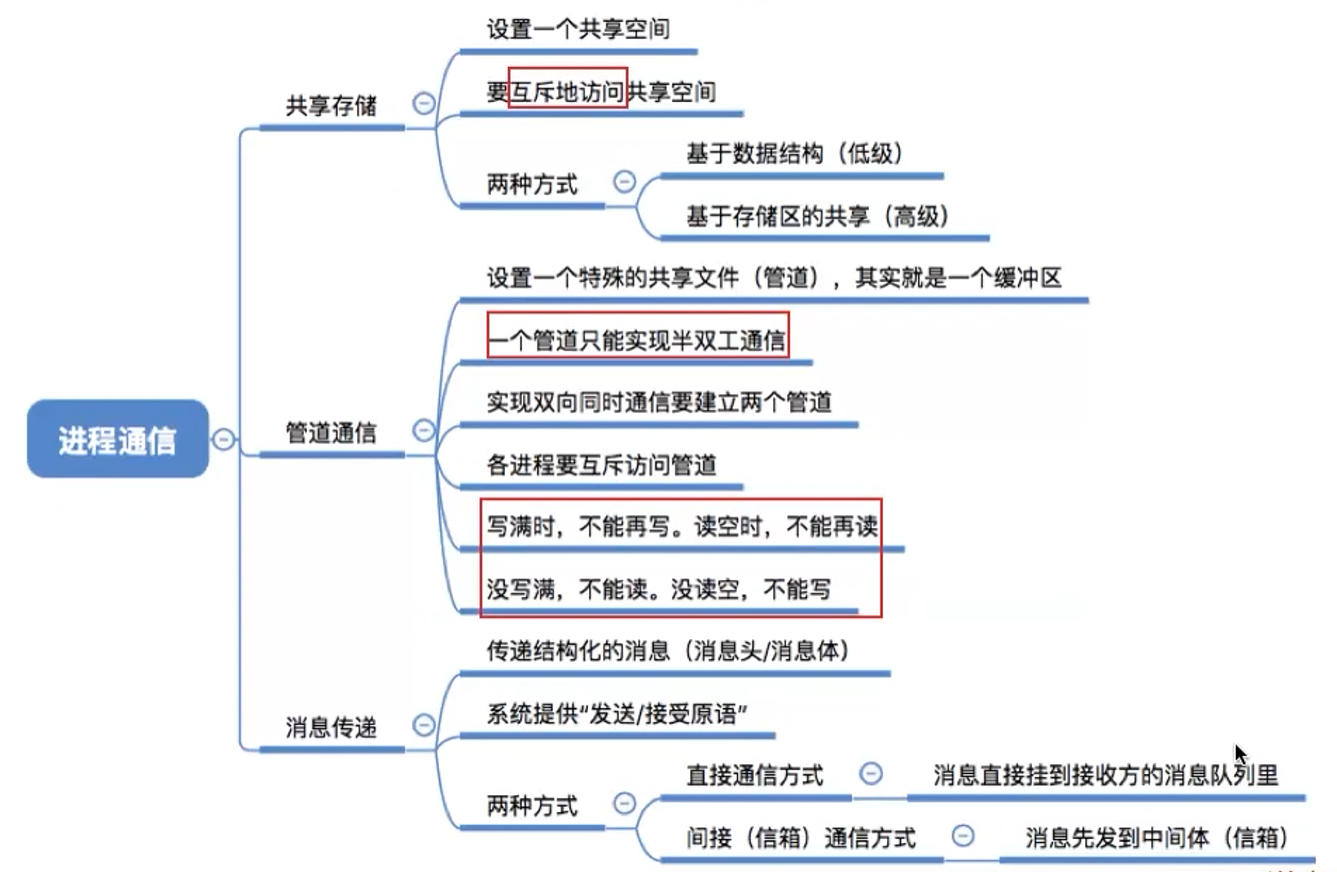 设置一个共享空间
要互斥地访问共享空间
共享存储
基于数据结构（低级）
两种方式
基于存储区的共享（高级）
设置一个特殊的共享文件（管道），其实就是一个缓冲区
一个管道只能实现半双工通信
实现双向同时通信要建立两个管道
进程通信
管道通信
各进程要互斥访问管道
写满时，不能再写。读空时，不能再读
没写满，不能读。没读空，不能写
传递结构化的消息（消息头/消息体）
消息传递
系统提供“发送/接受原语”
直接通信方式
消息直接挂到接收方的消息队列里
两种方式
间接（信箱）通信方式
消息先发到中间体（信箱）